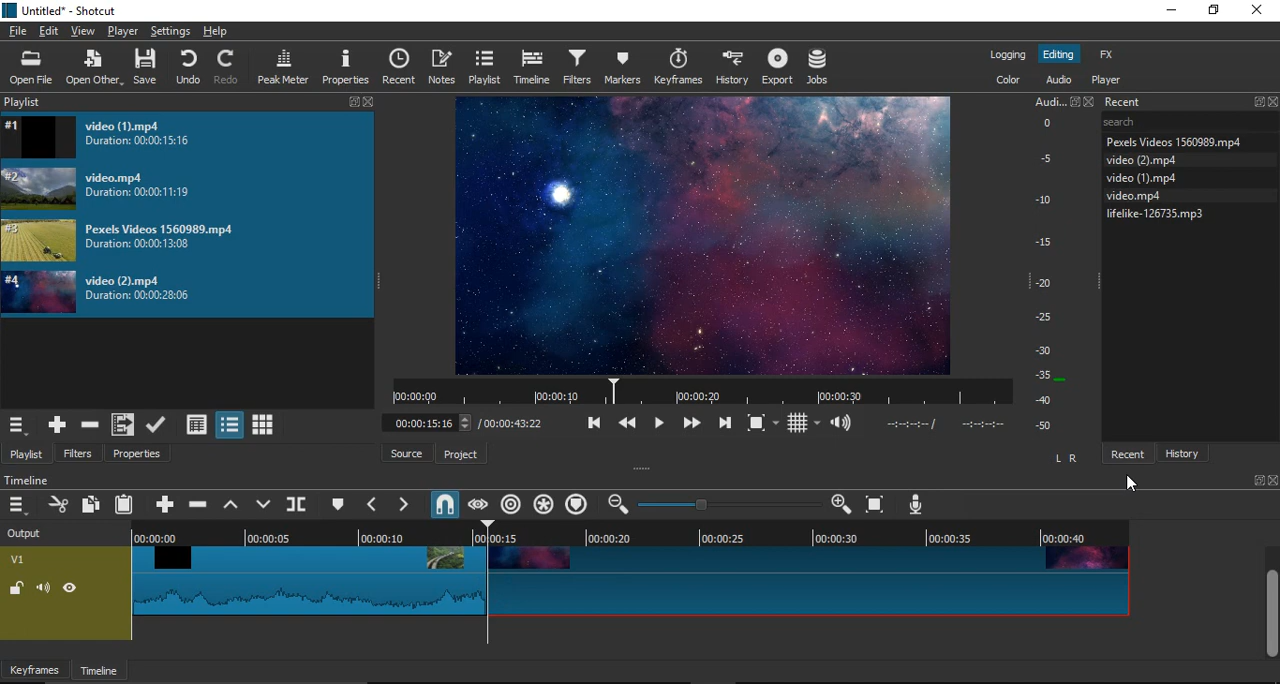 Untitled* - Shotcut
File Edit View Player Settings Help
Open File Open Other.. Save Undo Redo Peak Meter Properties Recent Notes Playlist Timeline Filters Markers Keyframes History Export Jobs
Logging Editing FX
Color Audio Player
Playlist
#1 video (1).mp4
Duration: 00:00:15:16
#2 video.mp4
Duration: 00:00:11:19
#3 Pexels Videos 1560989.mp4
Duration: 00:00:13:08
#4 video (2).mp4
Duration: 00:00:28:06
Playlist Filters Properties
00:00:00 00:00:10 00:00:20 00:00:30
00:00:15:16 / 00:00:43:22 --:--:--:-- / --:--:--:--
Source Project
Audi...
0
-5
-10
-15
-20
-25
-30
-35
-40
-50
L R
Recent
search
Pexels Videos 1560989.mp4
video (2).mp4
video (1).mp4
video.mp4
lifelike-126735.mp3
Recent History
Timeline
Output
00:00:00 00:00:05 00:00:10 00:00:15 00:00:20 00:00:25 00:00:30 00:00:35 00:00:40
V1
Keyframes Timeline